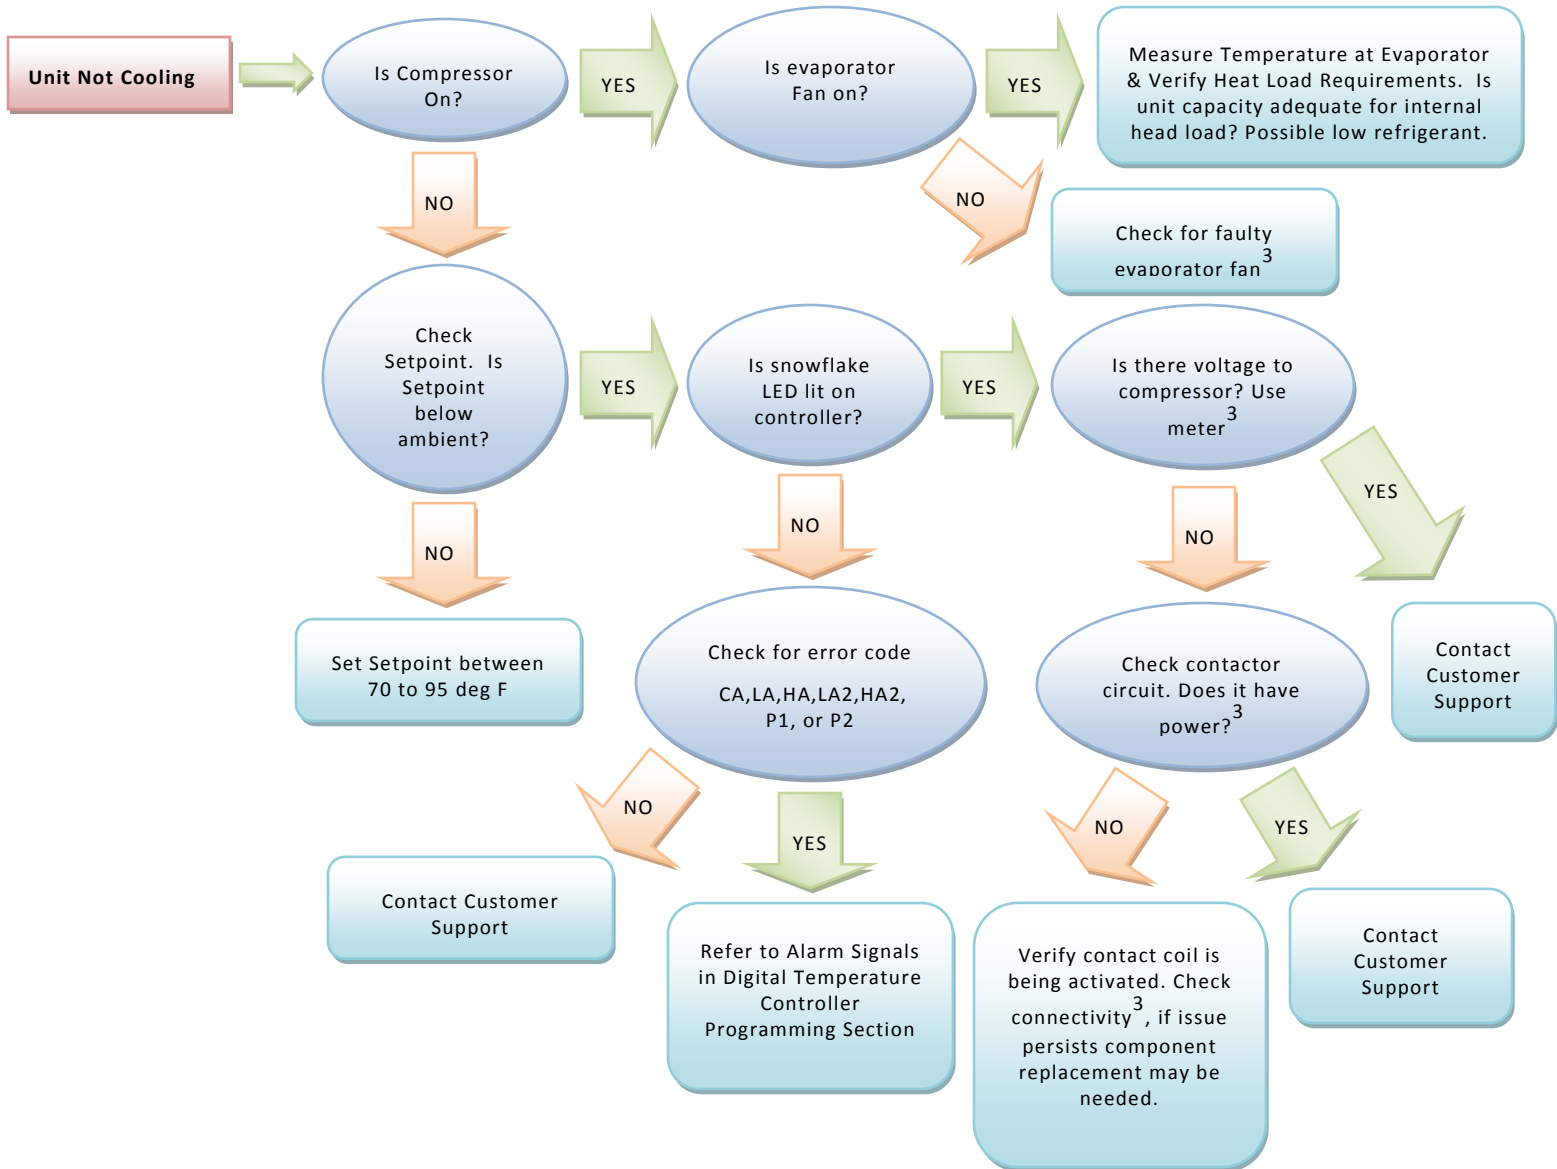 Unit Not Cooling
Is Compressor
On?
YES
Is evaporator
Fan on?
YES
Measure Temperature at Evaporator
& Verify Heat Load Requirements.  Is
unit capacity adequate for internal
head load? Possible low refrigerant.
NO
NO
Check for faulty
evaporator fan3
Check
Setpoint.  Is
Setpoint
below
ambient?
YES
Is snowflake
LED lit on
controller?
YES
Is there voltage to
compressor? Use
meter3
YES
NO
NO
NO
Set Setpoint between
70 to 95 deg F
Check for error code
CA,LA,HA,LA2,HA2,
P1, or P2
Check contactor
circuit. Does it have
power?3
Contact
Customer
Support
NO
YES
NO
YES
Contact Customer
Support
Refer to Alarm Signals
in Digital Temperature
Controller
Programming Section
Verify contact coil is
being activated. Check
connectivity3, if issue
persists component
replacement may be
needed.
Contact
Customer
Support